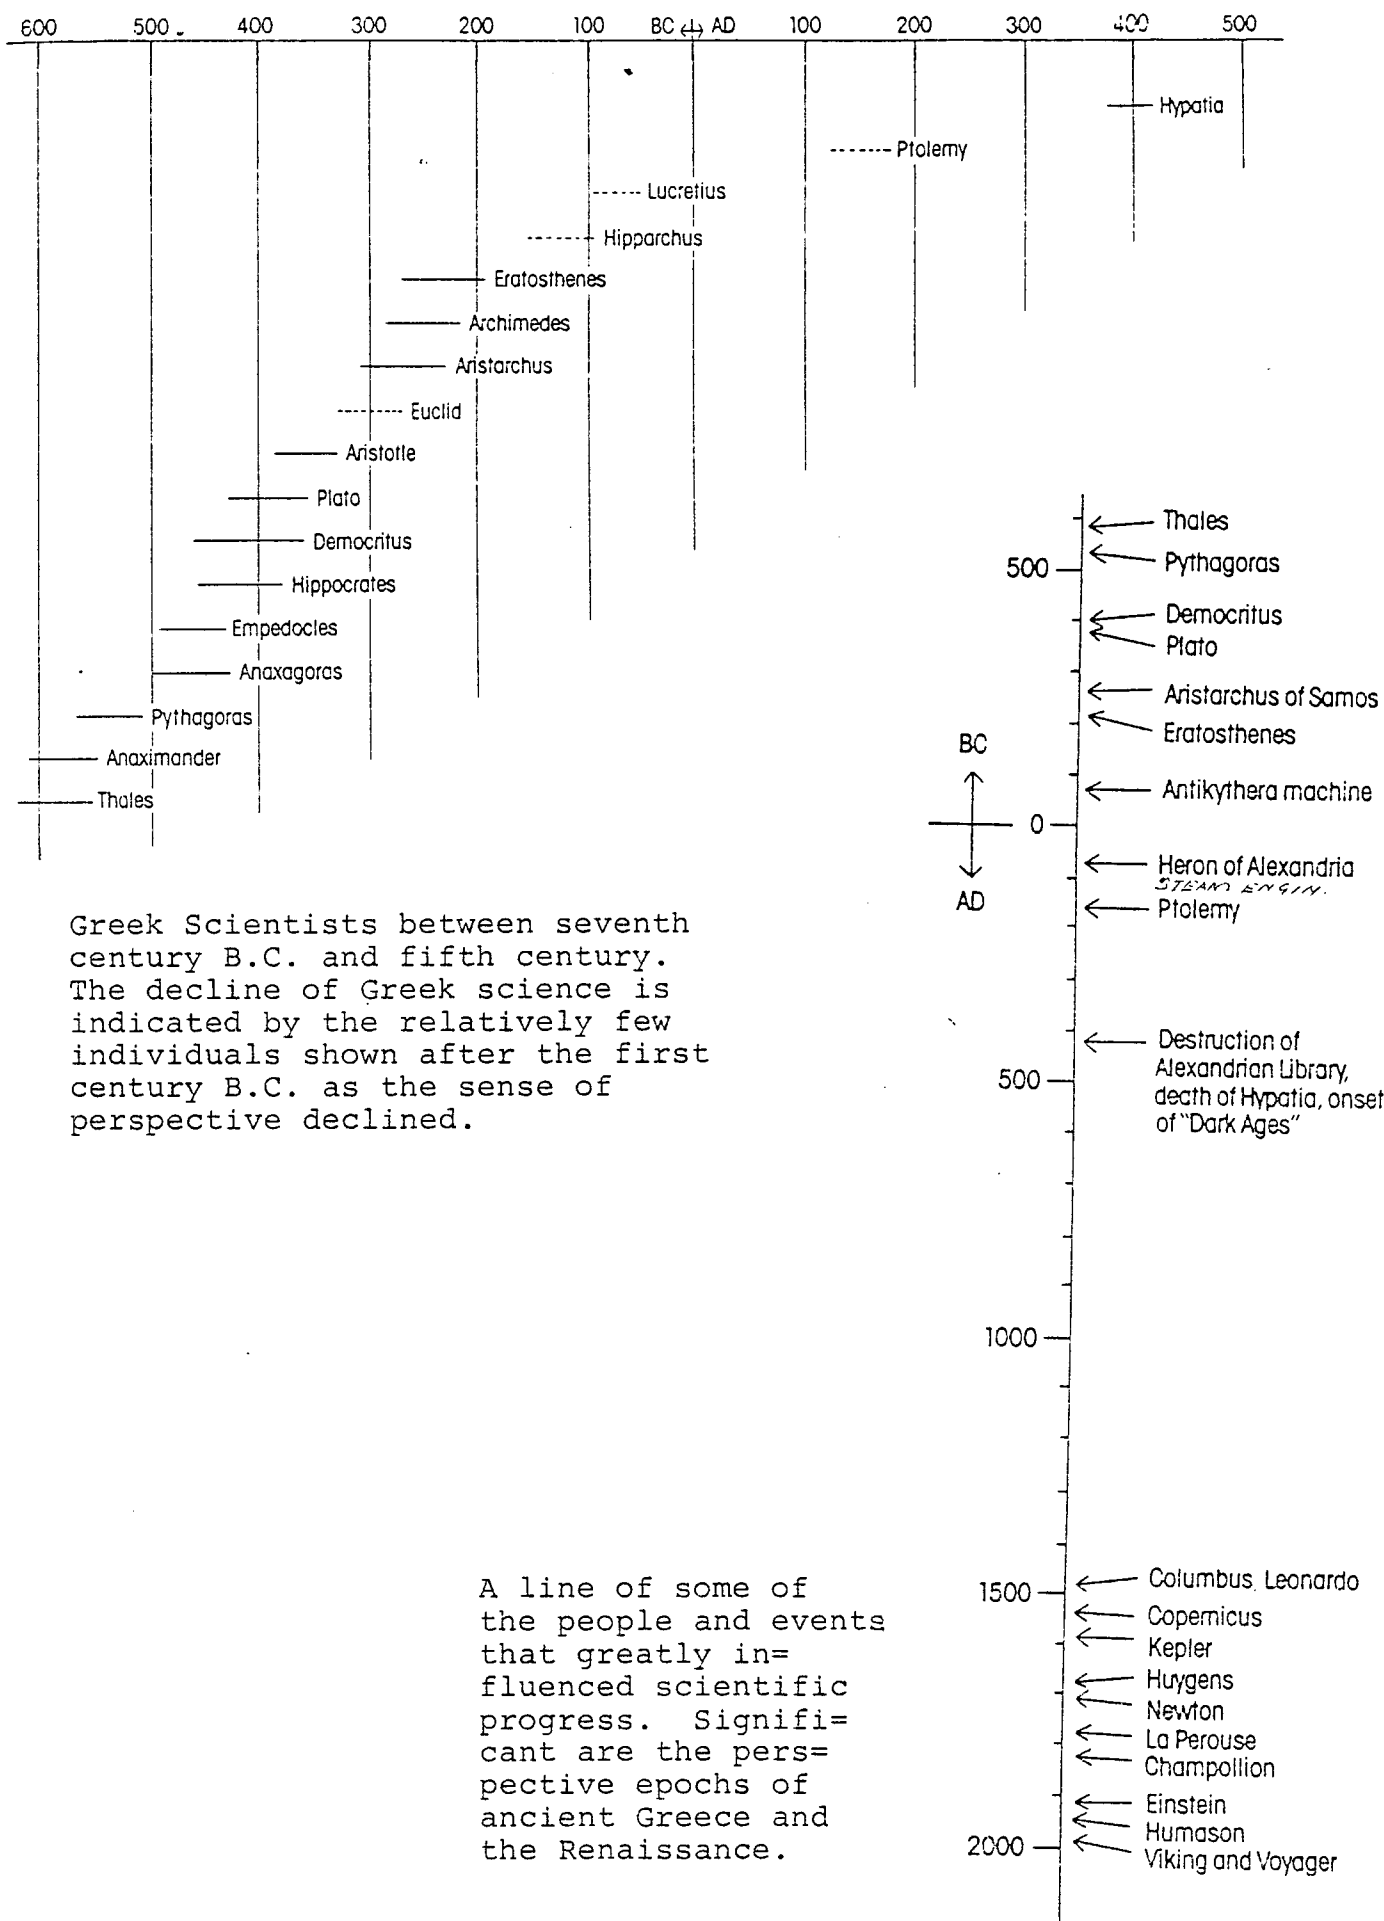 600 500 400 300 200 100 BC ↔ AD 100 200 300 400 500
Hypatia
Ptolemy
Lucretius
Hipparchus
Eratosthenes
Archimedes
Aristarchus
Euclid
Aristotle
Plato
Democritus
Hippocrates
Empedocles
Anaxagoras
Pythagoras
Anaximander
Thales
Greek Scientists between seventh
century B.C. and fifth century.
The decline of Greek science is
indicated by the relatively few
individuals shown after the first
century B.C. as the sense of
perspective declined.
Thales
Pythagoras
500
Democritus
Plato
Aristarchus of Samos
Eratosthenes
BC
Antikythera machine
0
AD
Heron of Alexandria
STEAM ENGIN.
Ptolemy
Destruction of
Alexandrian Library,
death of Hypatia, onset
of "Dark Ages"
500
1000
1500
Columbus, Leonardo
Copernicus
Kepler
Huygens
Newton
La Perouse
Champollion
Einstein
Humason
2000
Viking and Voyager
A line of some of
the people and events
that greatly in=
fluenced scientific
progress. Signifi=
cant are the pers=
pective epochs of
ancient Greece and
the Renaissance.